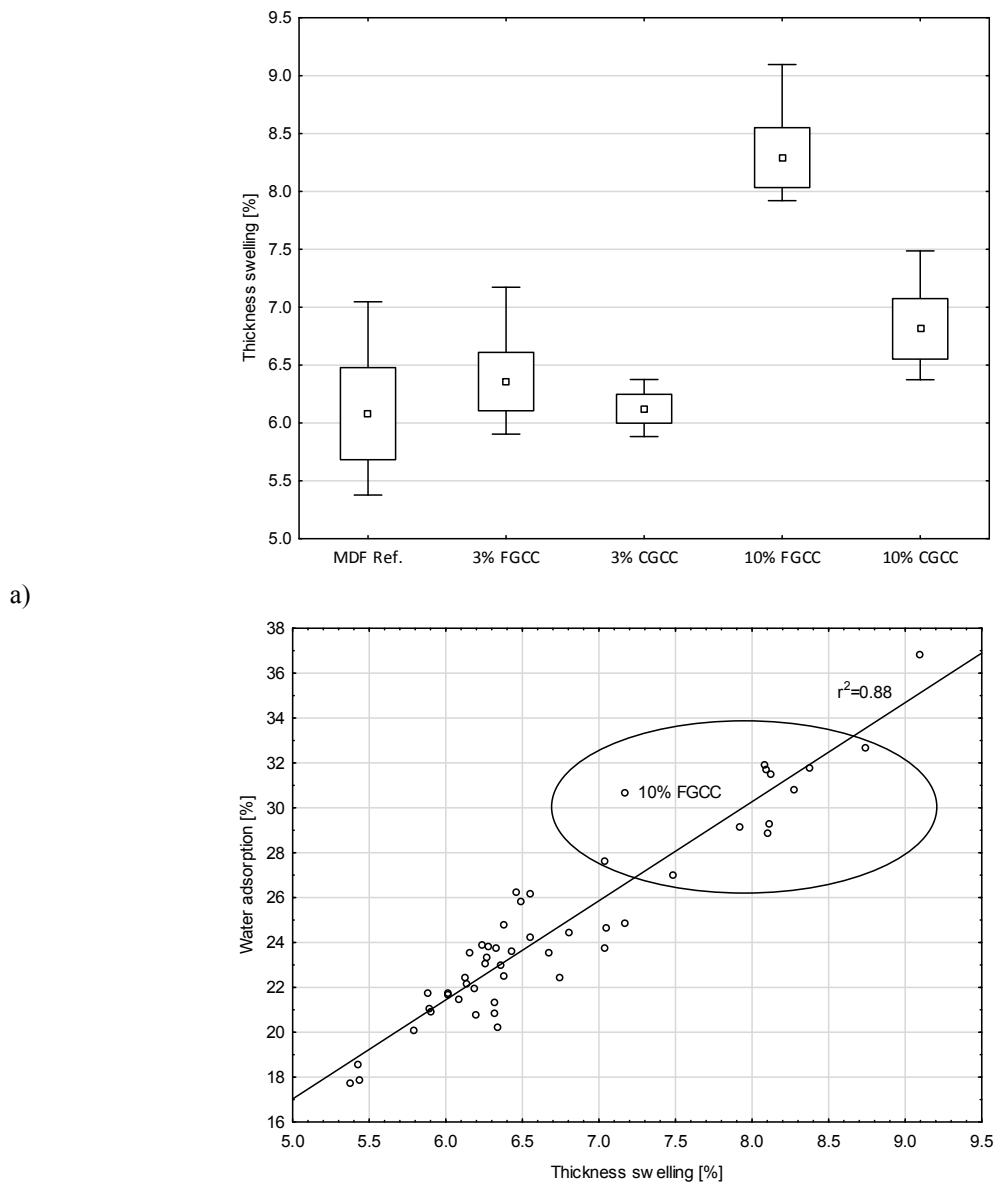 9.5
9.0
8.5
8.0
7.5
7.0
6.5
6.0
5.5
5.0
Thickness swelling [%]
MDF Ref. 3% FGCC 3% CGCC 10% FGCC 10% CGCC
a)
38
36
34
32
30
28
26
24
22
20
18
16
Water adsorption [%]
r2=0.88
10% FGCC
5.0 5.5 6.0 6.5 7.0 7.5 8.0 8.5 9.0 9.5
Thickness swelling [%]